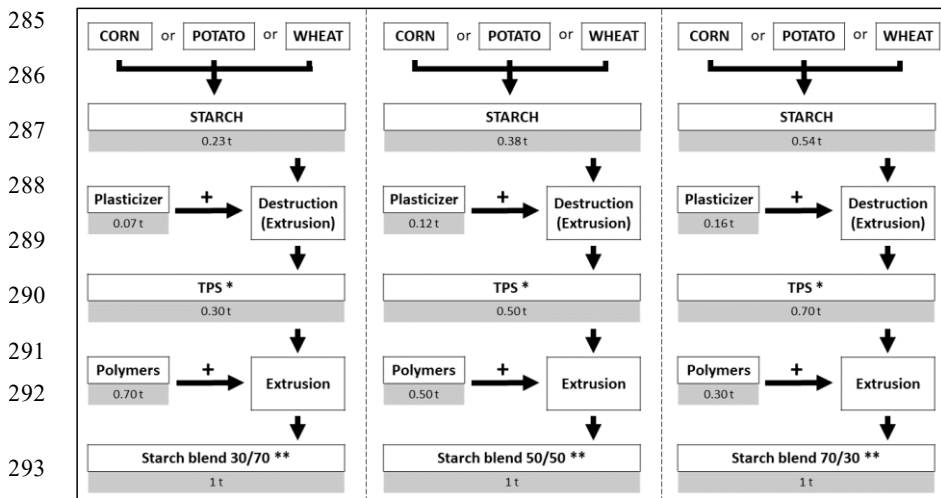 285
CORN or POTATO or WHEAT CORN or POTATO or WHEAT CORN or POTATO or WHEAT
286
STARCH STARCH STARCH
287
0.23 t 0.38 t 0.54 t
288
Plasticizer + Destruction Plasticizer + Destruction Plasticizer + Destruction
0.07 t (Extrusion) 0.12 t (Extrusion) 0.16 t (Extrusion)
289
TPS * TPS * TPS *
290
0.30 t 0.50 t 0.70 t
291
Polymers + Extrusion Polymers + Extrusion Polymers + Extrusion
292
0.70 t 0.50 t 0.30 t
Starch blend 30/70 ** Starch blend 50/50 ** Starch blend 70/30 **
293
1 t 1 t 1 t